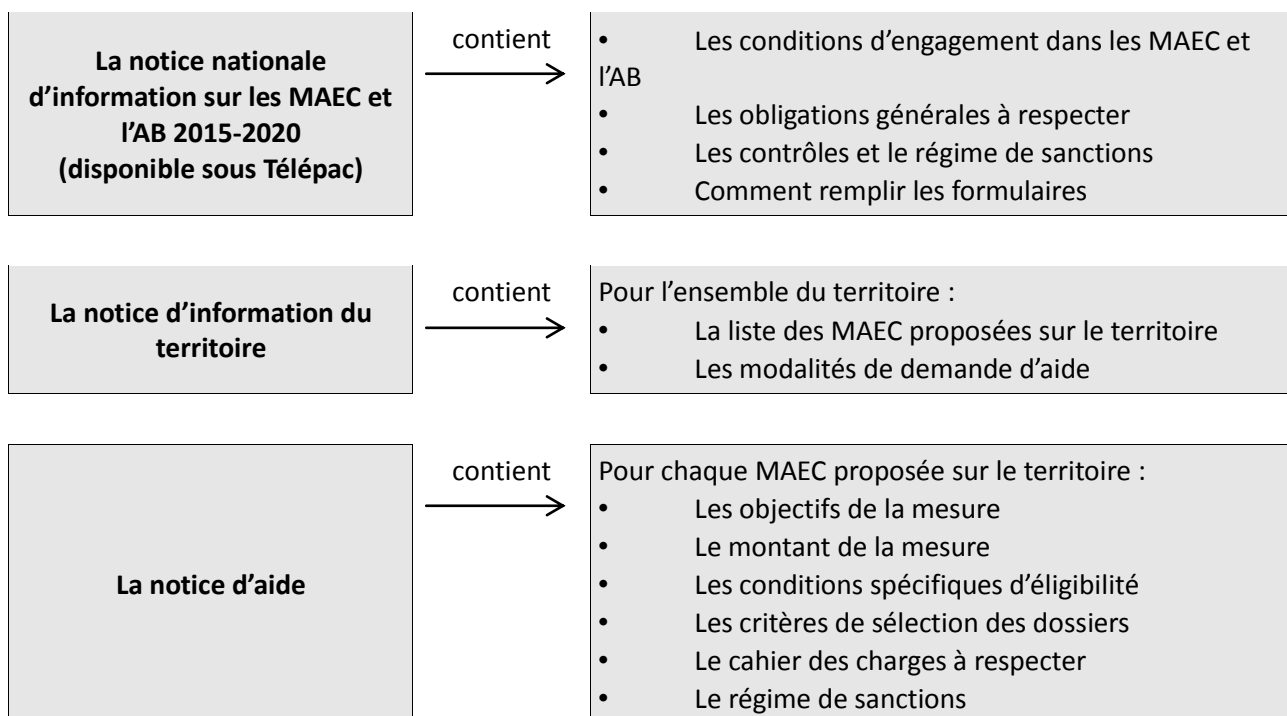 La notice nationale
d’information sur les MAEC et
l’AB 2015-2020
(disponible sous Télépac)
contient
• Les conditions d’engagement dans les MAEC et
l’AB
• Les obligations générales à respecter
• Les contrôles et le régime de sanctions
• Comment remplir les formulaires
La notice d’information du
territoire
contient
Pour l’ensemble du territoire :
• La liste des MAEC proposées sur le territoire
• Les modalités de demande d’aide
La notice d’aide
contient
Pour chaque MAEC proposée sur le territoire :
• Les objectifs de la mesure
• Le montant de la mesure
• Les conditions spécifiques d’éligibilité
• Les critères de sélection des dossiers
• Le cahier des charges à respecter
• Le régime de sanctions